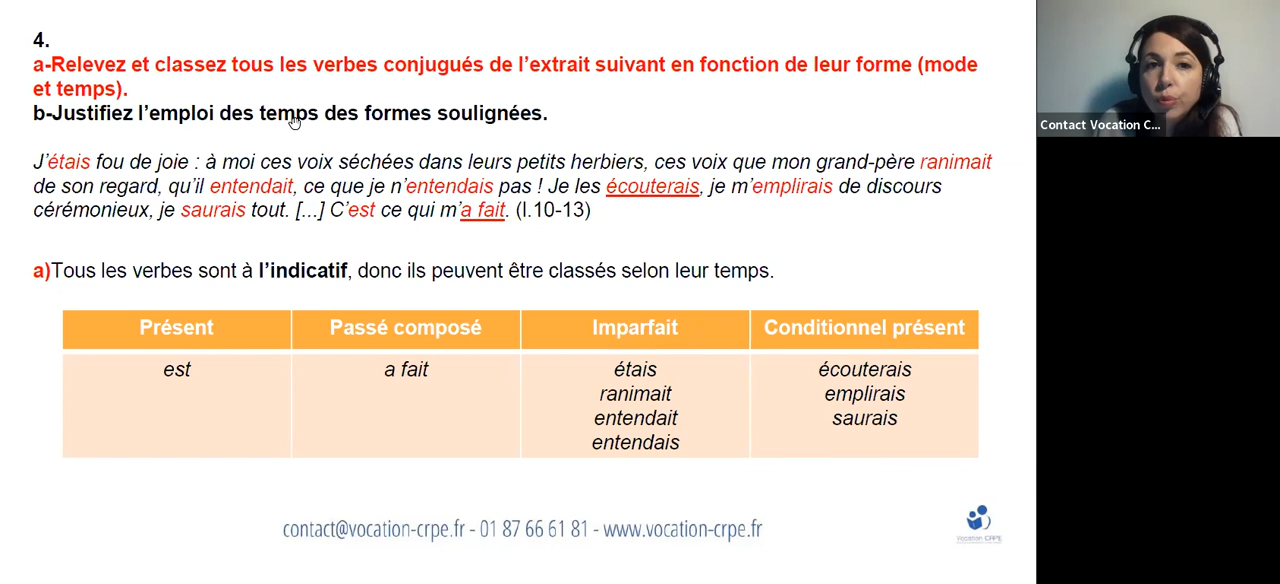 4.
a-Relevez et classez tous les verbes conjugués de l'extrait suivant en fonction de leur forme (mode
et temps).
b-Justifiez l'emploi des temps des formes soulignées.
J'étais fou de joie : à moi ces voix séchées dans leurs petits herbiers, ces voix que mon grand-père ranimait
de son regard, qu'il entendait, ce que je n'entendais pas ! Je les écouterais, je m'emplirais de discours
cérémonieux, je saurais tout. [...] C'est ce qui m'a fait. (l.10-13)
a)Tous les verbes sont à l'indicatif, donc ils peuvent être classés selon leur temps.
Présent Passé composé Imparfait Conditionnel présent
est a fait étais écouterais
ranimait emplirais
entendait saurais
entendais
contact@vocation-crpe.fr - 01 87 66 61 81 - www.vocation-crpe.fr
Vocation CRPE
Contact Vocation C...